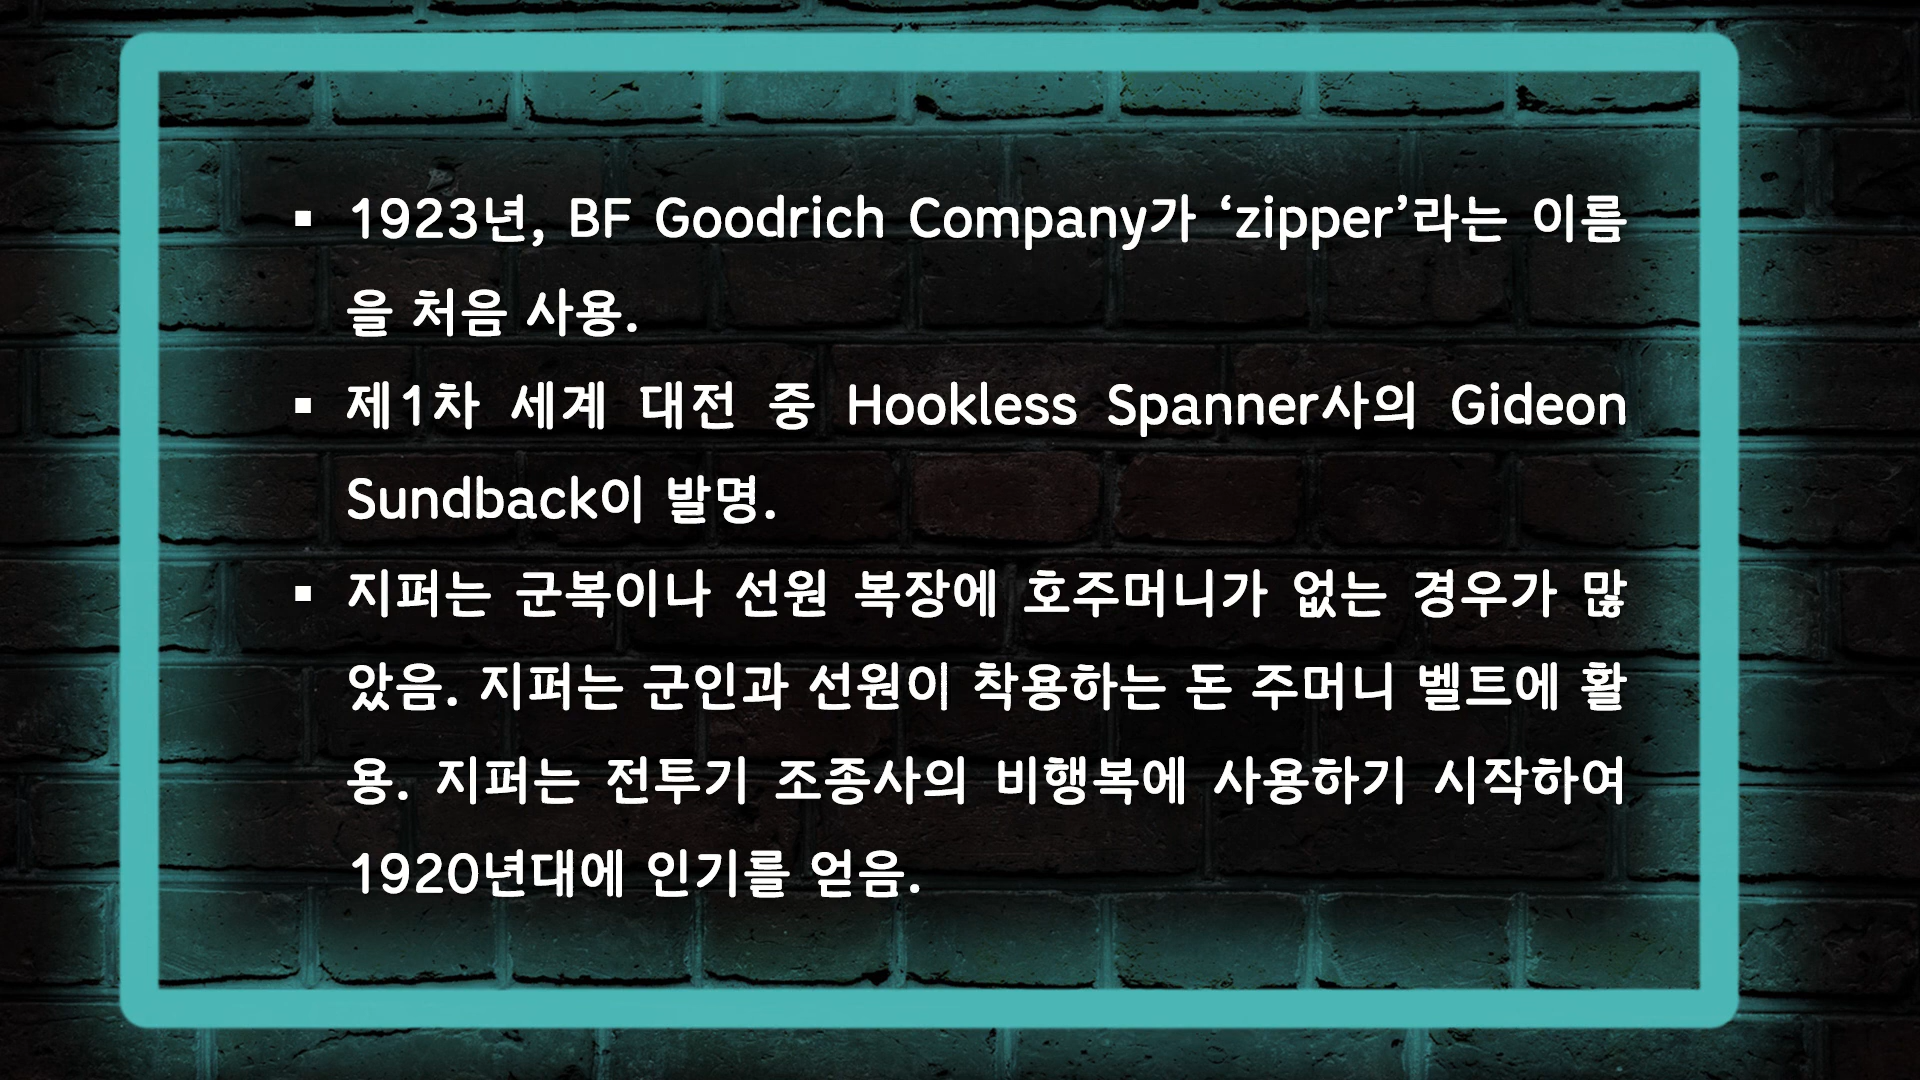 ▪ 1923년, BF Goodrich Company가 ‘zipper’라는 이름
을 처음 사용.
▪ 제1차 세계 대전 중 Hookless Spanner사의 Gideon
Sundback이 발명.
▪ 지퍼는 군복이나 선원 복장에 호주머니가 없는 경우가 많
았음. 지퍼는 군인과 선원이 착용하는 돈 주머니 벨트에 활
용. 지퍼는 전투기 조종사의 비행복에 사용하기 시작하여
1920년대에 인기를 얻음.